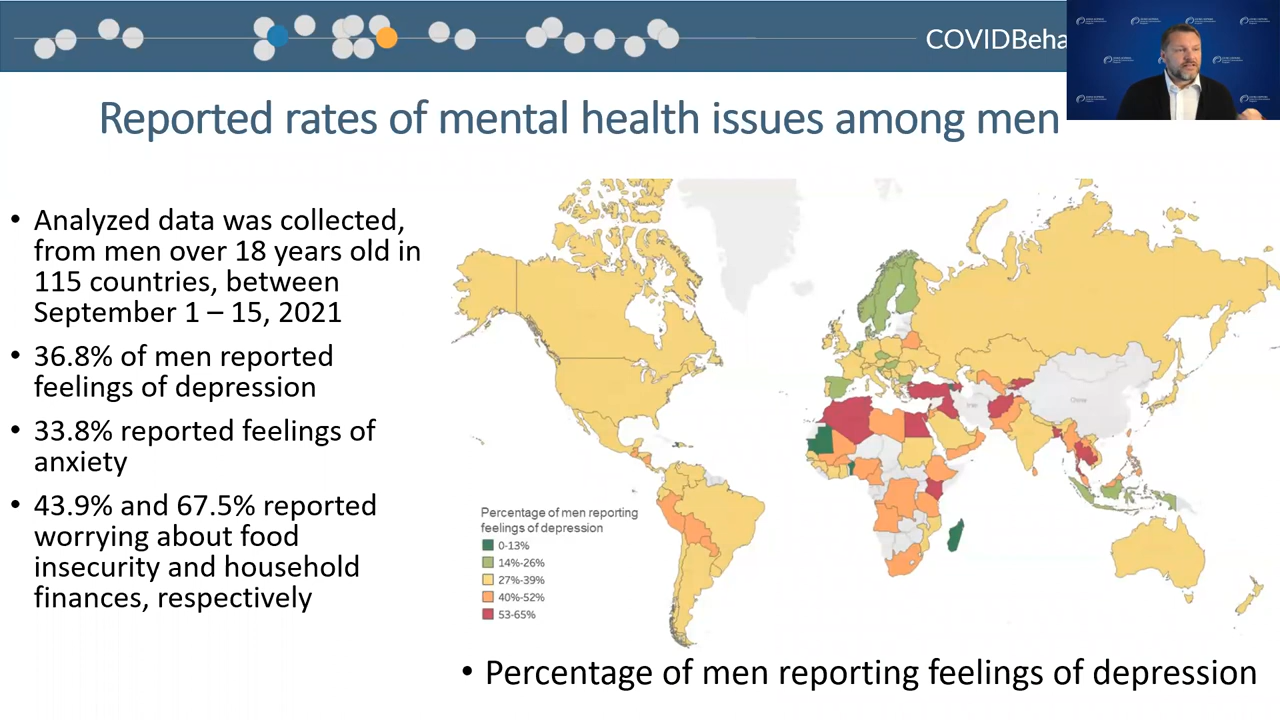 COVIDBeha
Reported rates of mental health issues among men
• Analyzed data was collected,
from men over 18 years old in
115 countries, between
September 1 – 15, 2021
• 36.8% of men reported
feelings of depression
• 33.8% reported feelings of
anxiety
• 43.9% and 67.5% reported
worrying about food
insecurity and household
finances, respectively
Iran
China
Percentage of men reporting
feelings of depression
0-13%
14%-26%
27%-39%
40%-52%
53-65%
• Percentage of men reporting feelings of depression